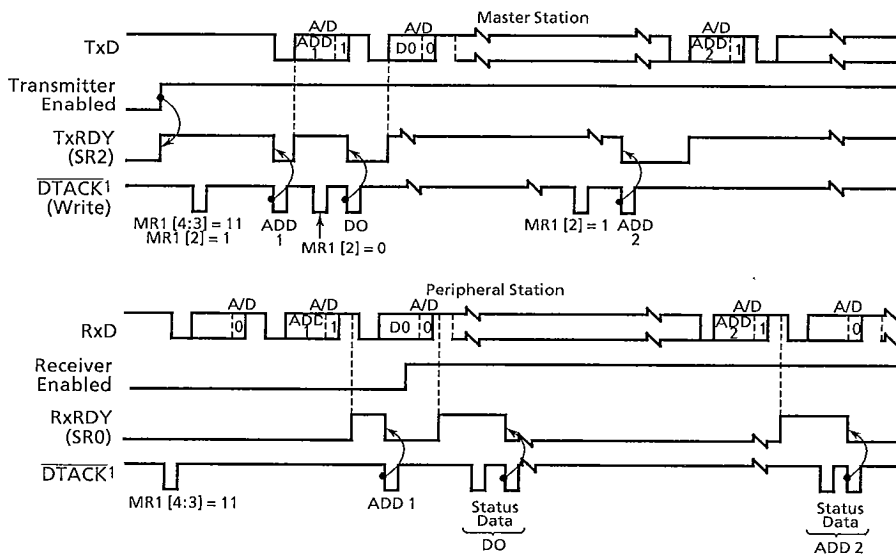 Master Station
A/D
A/D
A/D
TxD
ADD 1
1
D0
0
ADD 2
1
Transmitter
Enabled
TxRDY
(SR2)
DTACK1
(Write)
MR1 [4:3] = 11
MR1 [2] = 1
ADD
1
MR1 [2] = 0
DO
MR1 [2] = 1
ADD
2
Peripheral Station
A/D
A/D
A/D
A/D
A/D
RxD
0
ADD 1
1
D0
0
ADD 2
1
0
Receiver
Enabled
RxRDY
(SR0)
DTACK1
MR1 [4:3] = 11
ADD 1
Status
Data
DO
Status
Data
ADD 2